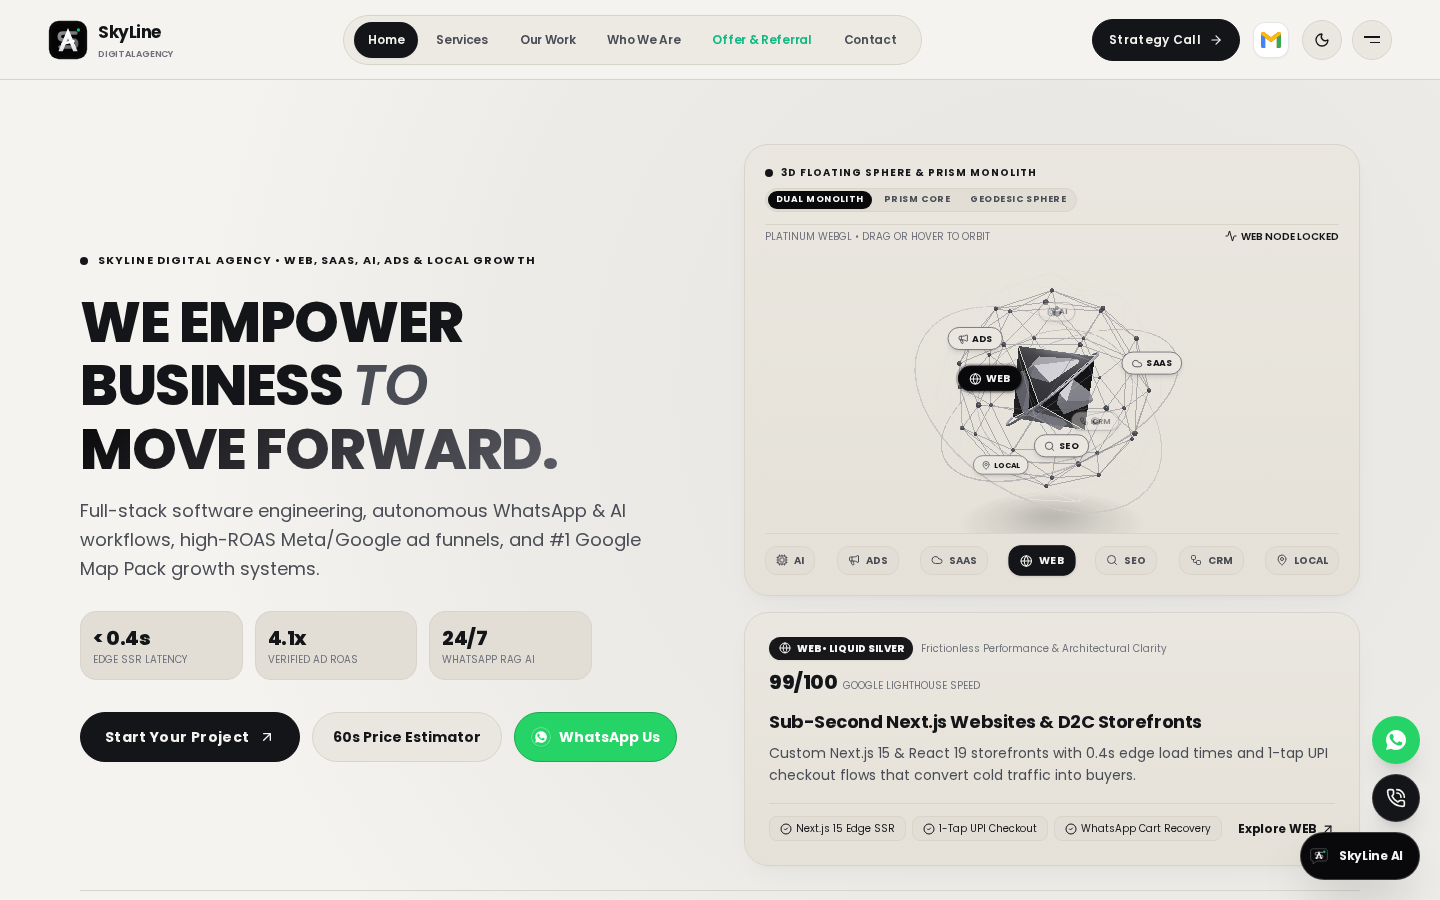 SkyLine
DIGITALAGENCY
Home
Services
Our Work
Who We Are
Offer & Referral
Contact
Strategy Call
3D FLOATING SPHERE & PRISM MONOLITH
DUAL MONOLITH
PRISM CORE
GEODESIC SPHERE
PLATINUM WEBGL • DRAG OR HOVER TO ORBIT
WEB NODE LOCKED
AI
ADS
SAAS
WEB
CRM
SEO
LOCAL
AI
ADS
SAAS
WEB
SEO
CRM
LOCAL
SKYLINE DIGITAL AGENCY • WEB, SAAS, AI, ADS & LOCAL GROWTH
WE EMPOWER
BUSINESS TO
MOVE FORWARD.
Full-stack software engineering, autonomous WhatsApp & AI
workflows, high-ROAS Meta/Google ad funnels, and #1 Google
Map Pack growth systems.
< 0.4s
EDGE SSR LATENCY
4.1x
VERIFIED AD ROAS
24/7
WHATSAPP RAG AI
Start Your Project
60s Price Estimator
WhatsApp Us
WEB • LIQUID SILVER
Frictionless Performance & Architectural Clarity
99/100 GOOGLE LIGHTHOUSE SPEED
Sub-Second Next.js Websites & D2C Storefronts
Custom Next.js 15 & React 19 storefronts with 0.4s edge load times and 1-tap UPI
checkout flows that convert cold traffic into buyers.
Next.js 15 Edge SSR
1-Tap UPI Checkout
WhatsApp Cart Recovery
Explore WEB
SkyLine AI